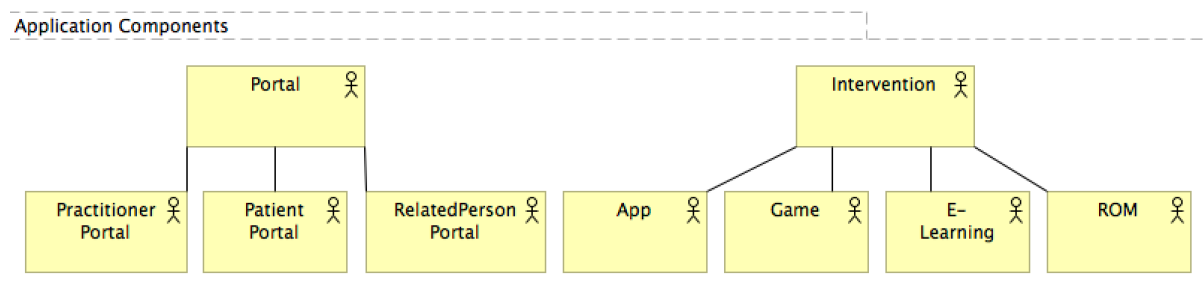 Application Components
Portal
Intervention
Practitioner
Portal
Patient
Portal
RelatedPerson
Portal
App
Game
E-
Learning
ROM